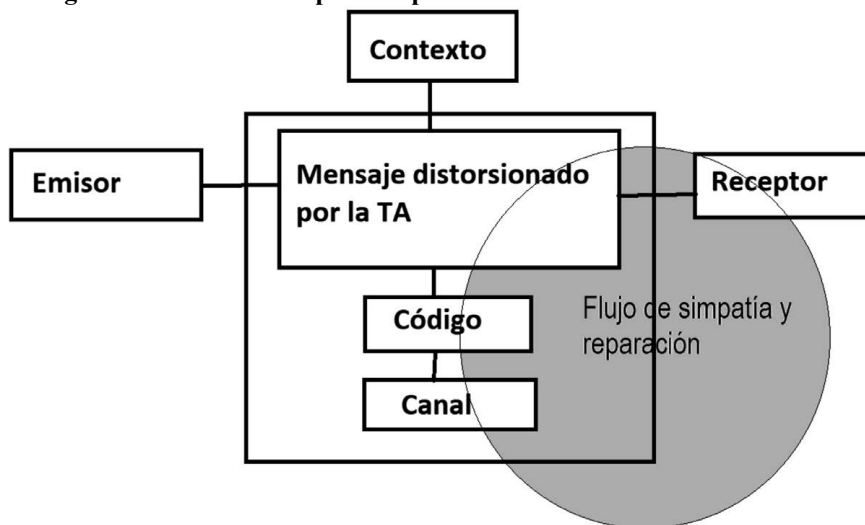 Contexto
Emisor
Mensaje distorsionado
por la TA
Receptor
Código
Canal
Flujo de simpatía y
reparación